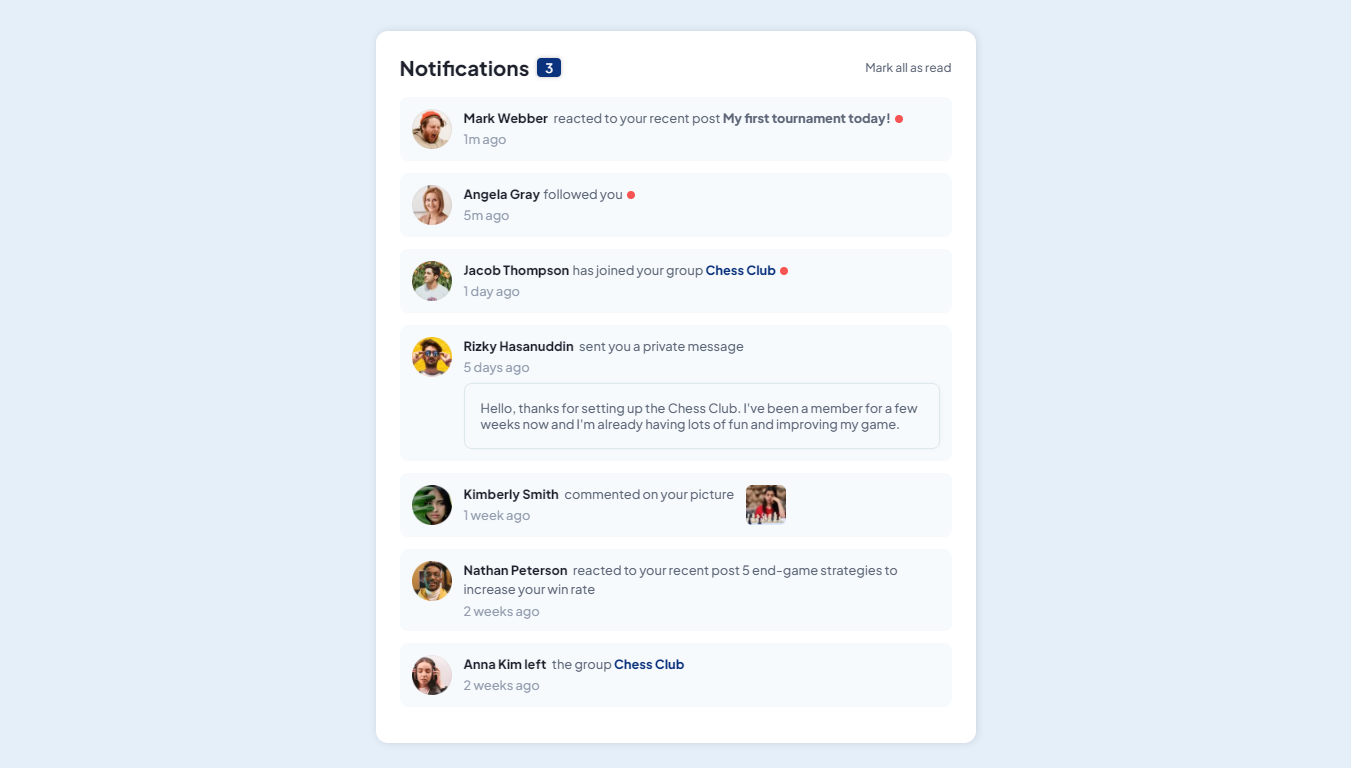 Notifications 3
Mark all as read
Mark Webber reacted to your recent post My first tournament today!
1m ago
Angela Gray followed you
5m ago
Jacob Thompson has joined your group Chess Club
1 day ago
Rizky Hasanuddin sent you a private message
5 days ago
Hello, thanks for setting up the Chess Club. I've been a member for a few
weeks now and I'm already having lots of fun and improving my game.
Kimberly Smith commented on your picture
1 week ago
Nathan Peterson reacted to your recent post 5 end-game strategies to
increase your win rate
2 weeks ago
Anna Kim left the group Chess Club
2 weeks ago